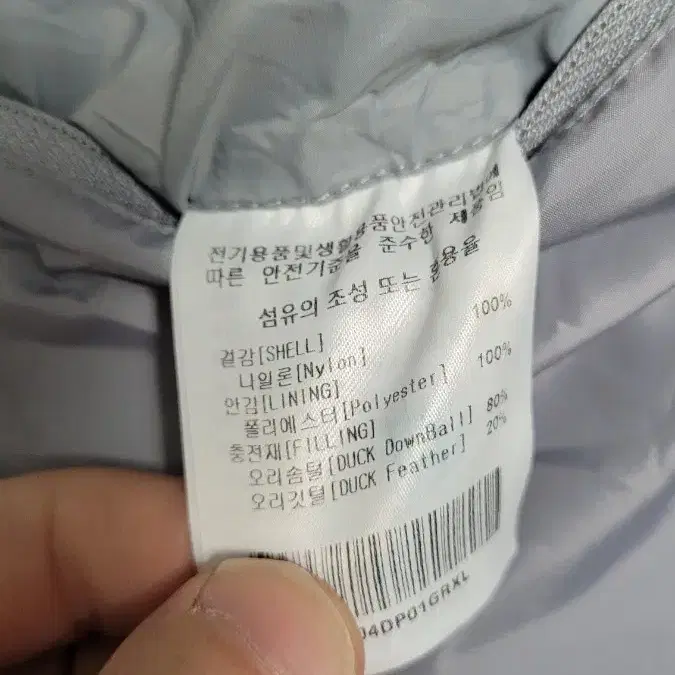 전기용품및생활용품안전관리법에
따른 안전기준을 준수한 제품임
섬유의 조성 또는 혼용율
겉감[SHELL]
나일론[Nylon] 100%
안감[LINING]
폴리에스터[Polyester] 100%
충전재[FILLING]
오리솜털[DUCK DownBall] 80%
오리깃털[DUCK Feather] 20%
04DP01GRXL